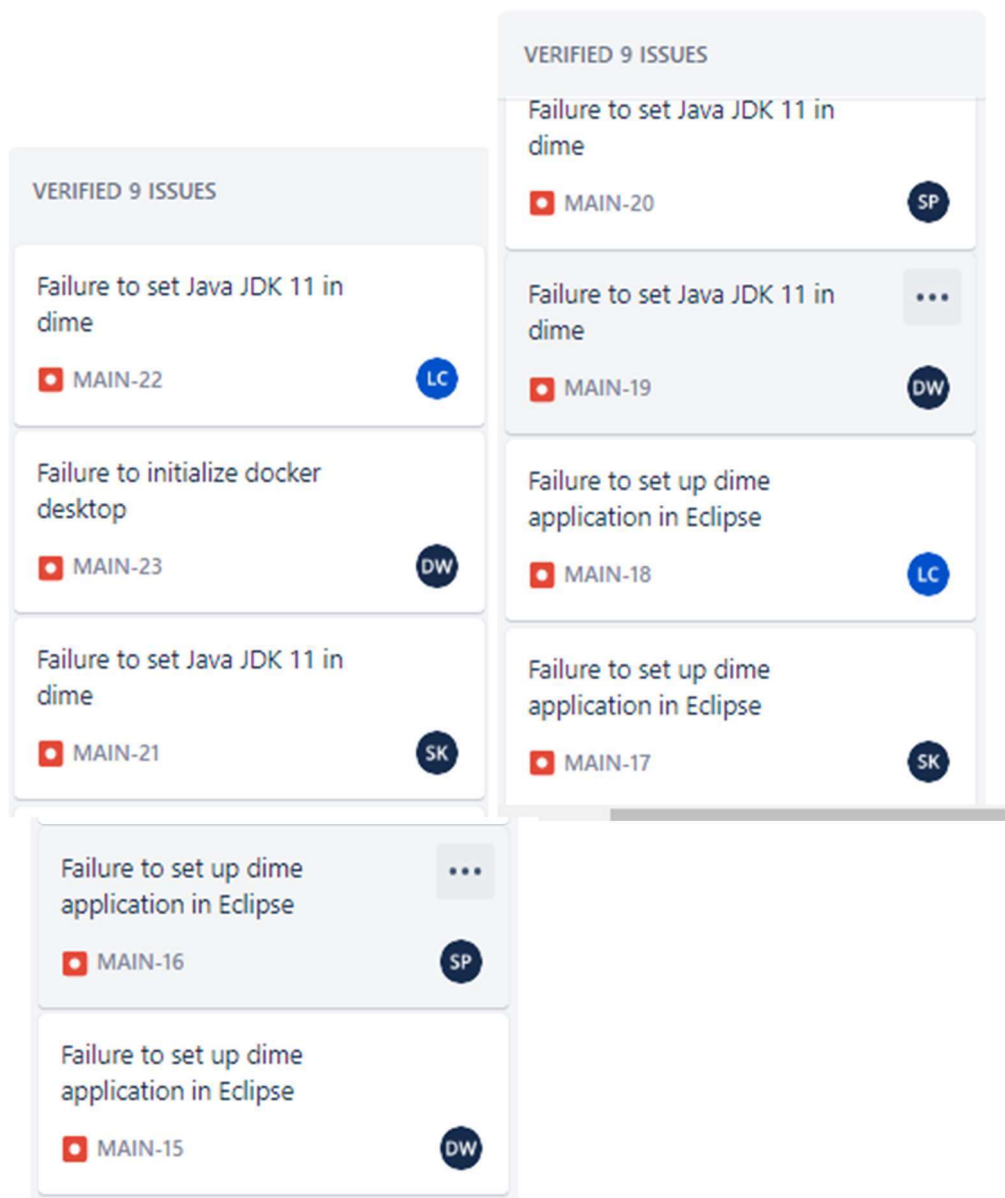 VERIFIED 9 ISSUES
Failure to set Java JDK 11 in
dime
MAIN-22
LC
Failure to initialize docker
desktop
MAIN-23
DW
Failure to set Java JDK 11 in
dime
MAIN-21
SK
VERIFIED 9 ISSUES
Failure to set Java JDK 11 in
dime
MAIN-20
SP
Failure to set Java JDK 11 in
dime
MAIN-19
DW
Failure to set up dime
application in Eclipse
MAIN-18
LC
Failure to set up dime
application in Eclipse
MAIN-17
SK
Failure to set up dime
application in Eclipse
MAIN-16
SP
Failure to set up dime
application in Eclipse
MAIN-15
DW